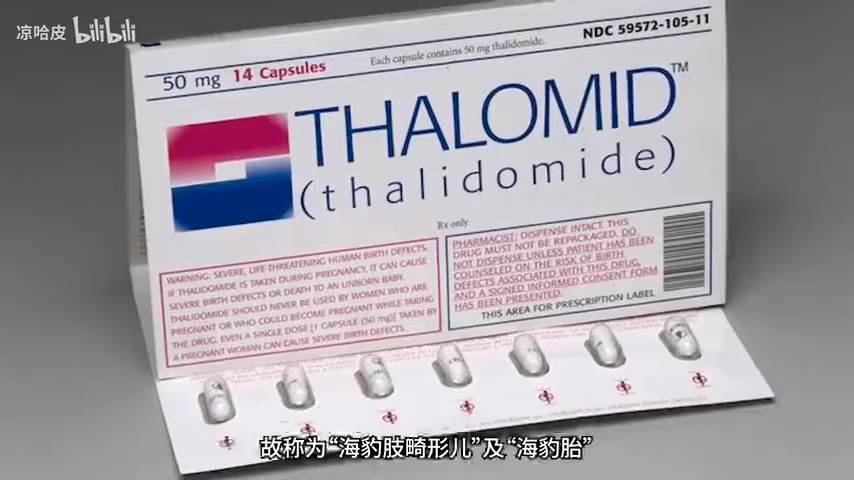 凉哈皮 bilibili
50 mg 14 Capsules
Each capsule contains 50 mg thalidomide.
NDC 59572-105-11
THALOMID™
(thalidomide)
Rx only
WARNING: SEVERE, LIFE-THREATENING HUMAN BIRTH DEFECTS.
IF THALIDOMIDE IS TAKEN DURING PREGNANCY, IT CAN CAUSE
SEVERE BIRTH DEFECTS OR DEATH TO AN UNBORN BABY.
THALIDOMIDE SHOULD NEVER BE USED BY WOMEN WHO ARE
PREGNANT OR WHO COULD BECOME PREGNANT WHILE TAKING
THE DRUG. EVEN A SINGLE DOSE [1 CAPSULE (50 mg)] TAKEN BY
A PREGNANT WOMAN CAN CAUSE SEVERE BIRTH DEFECTS.
PHARMACIST: DISPENSE INTACT. THIS
DRUG MUST NOT BE REPACKAGED. DO
NOT DISPENSE UNLESS PATIENT HAS BEEN
COUNSELED ON THE RISK OF BIRTH
DEFECTS ASSOCIATED WITH THIS DRUG,
AND A SIGNED INFORMED CONSENT FORM
HAS BEEN PRESENTED.
THIS AREA FOR PRESCRIPTION LABEL
故称为“海豹肢畸形儿”及“海豹胎”